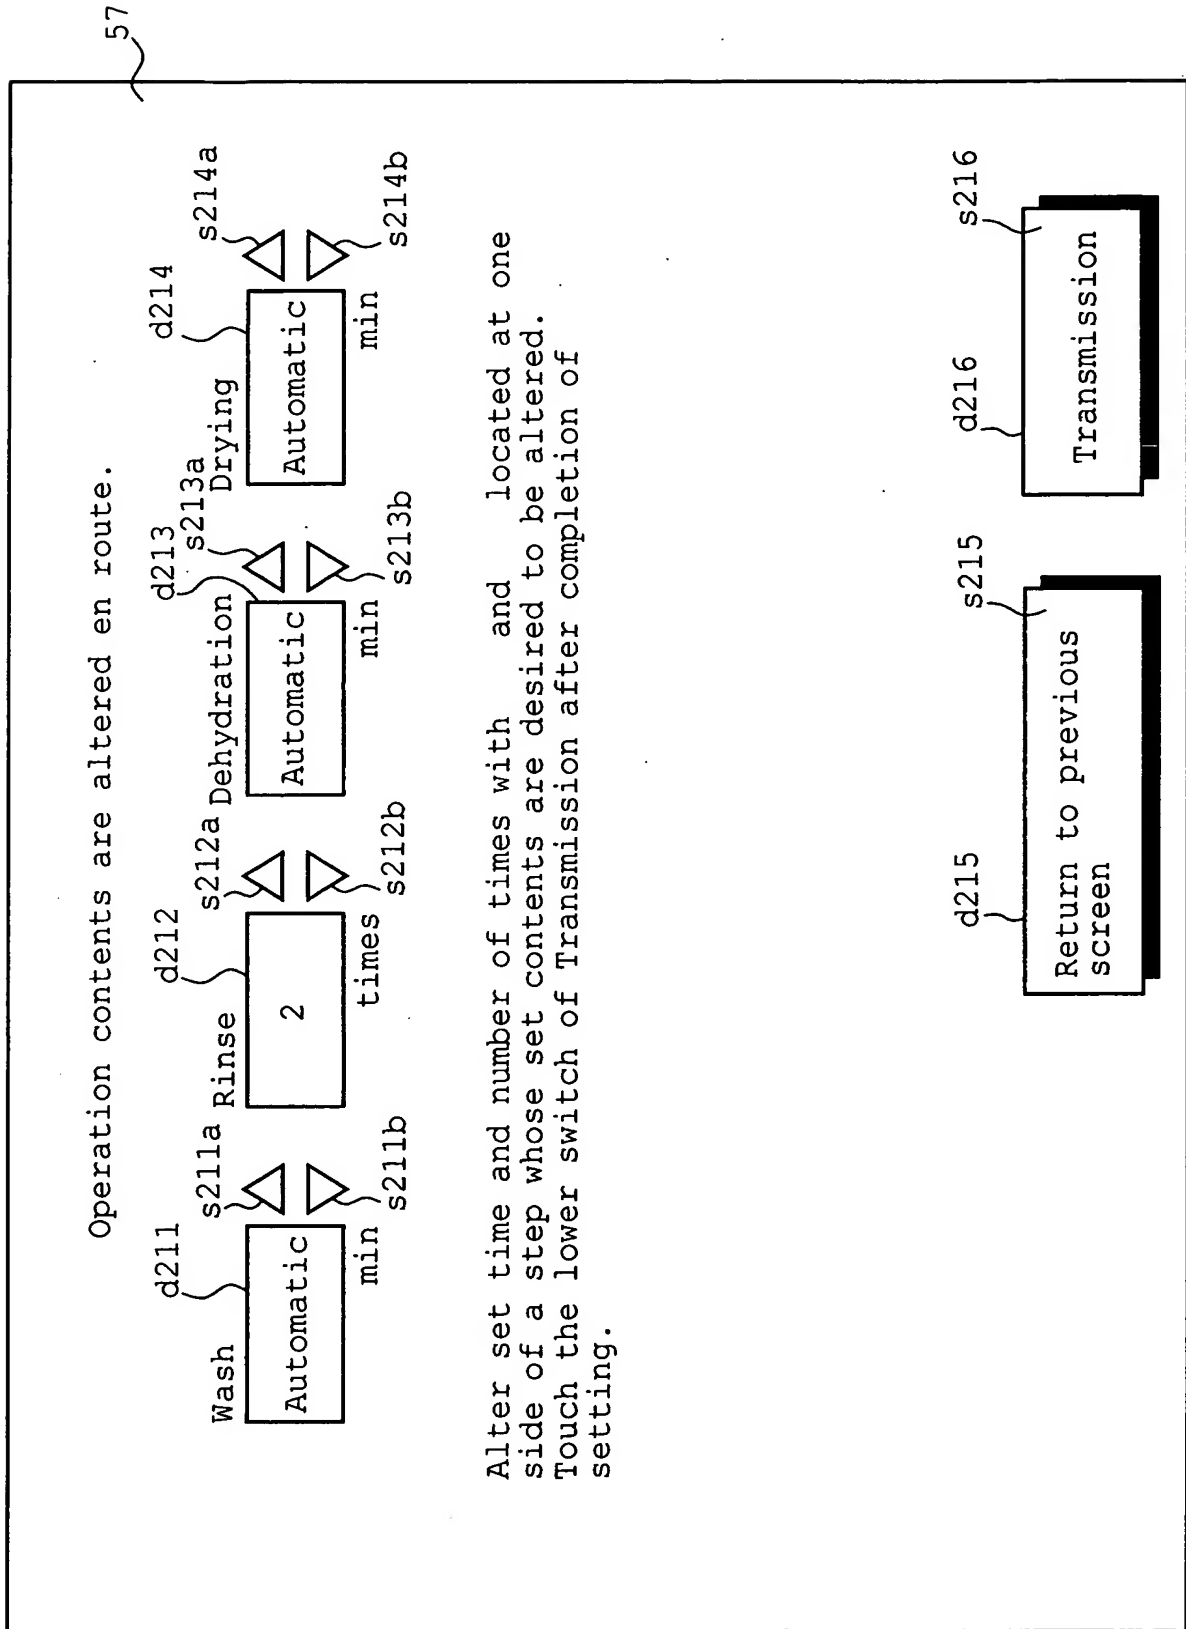 57
Operation contents are altered en route.
d211 s211a d212 s212a d213 s213a d214 s214a
Wash Rinse Dehydration Drying
Automatic 2 Automatic Automatic
min times min min
s211b s212b s213b s214b
Alter set time and number of times with and located at one
side of a step whose set contents are desired to be altered.
Touch the lower switch of Transmission after completion of
setting.
d215 s215 d216 s216
Return to previous
screen
Transmission